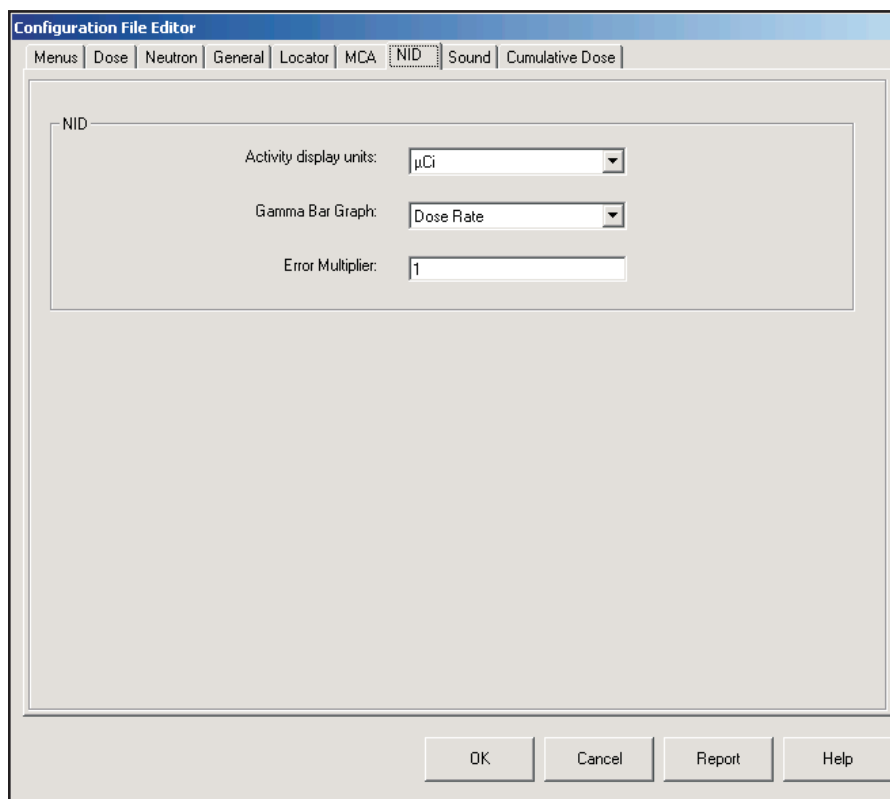 Configuration File Editor
Menus Dose Neutron General Locator MCA NID Sound Cumulative Dose
NID
Activity display units: µCi
Gamma Bar Graph: Dose Rate
Error Multiplier: 1
OK Cancel Report Help